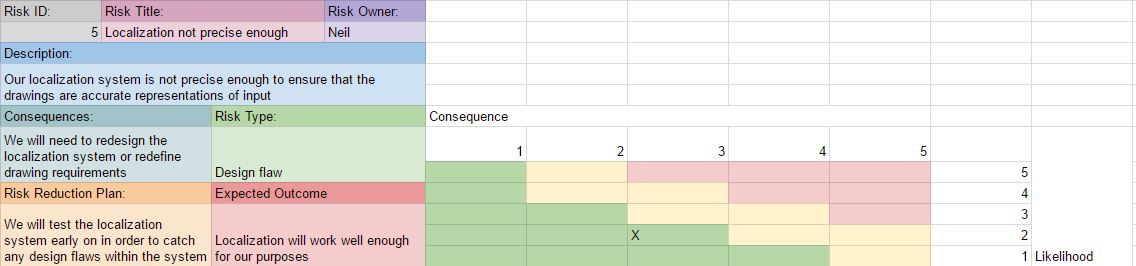 Risk ID: Risk Title: Risk Owner:
5 Localization not precise enough Neil
Description:
Our localization system is not precise enough to ensure that the
drawings are accurate representations of input
Consequences: Risk Type: Consequence
We will need to redesign the
localization system or redefine
drawing requirements
Design flaw
1 2 3 4 5
5
Risk Reduction Plan: Expected Outcome 4
3
We will test the localization
system early on in order to catch
any design flaws within the system
Localization will work well enough
for our purposes
X 2
1 Likelihood